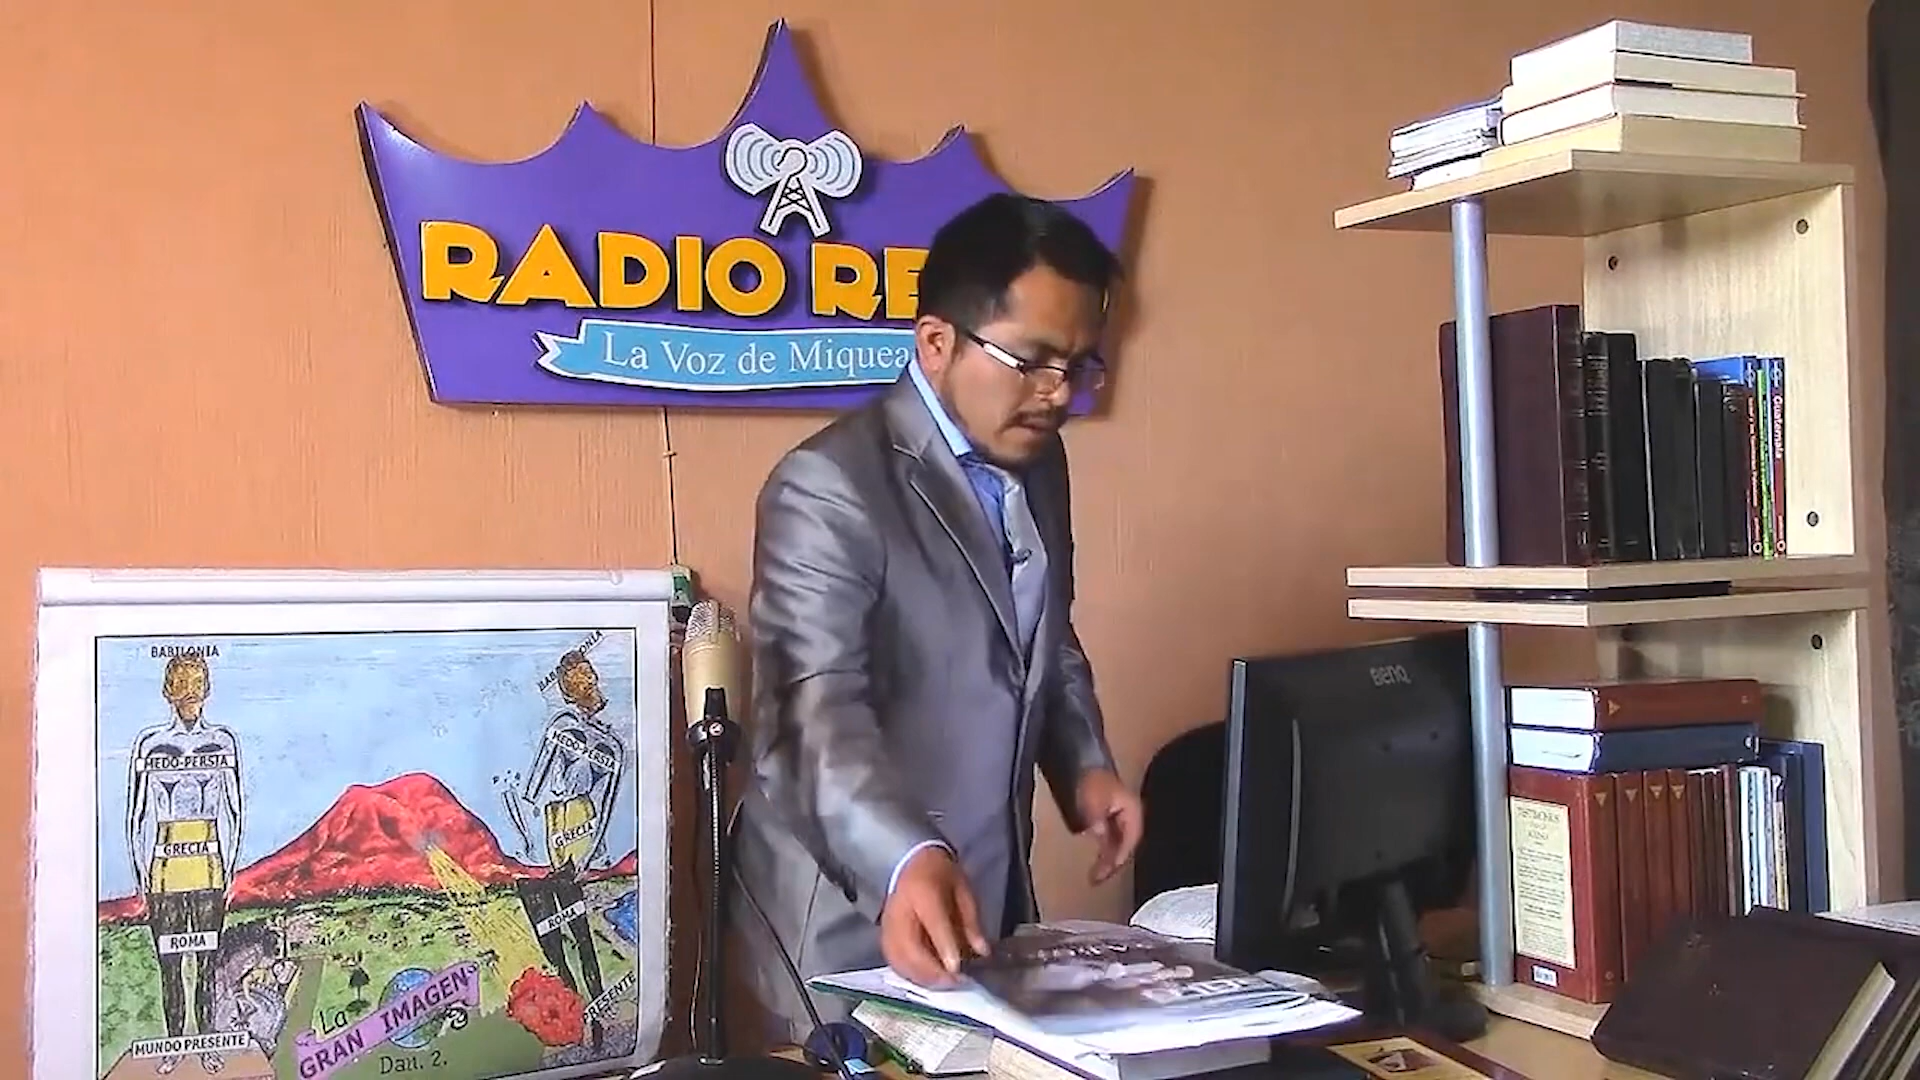 RADIO RE
La Voz de Miquea
BABILONIA
BABILONIA
MEDO-PERSIA
MEDO-PERSIA
GRECIA
GRECIA
ROMA
ROMA
PRESENTE
MUNDO PRESENTE
La
GRAN IMAGEN
Dan. 2.
BenQ
Guatemala